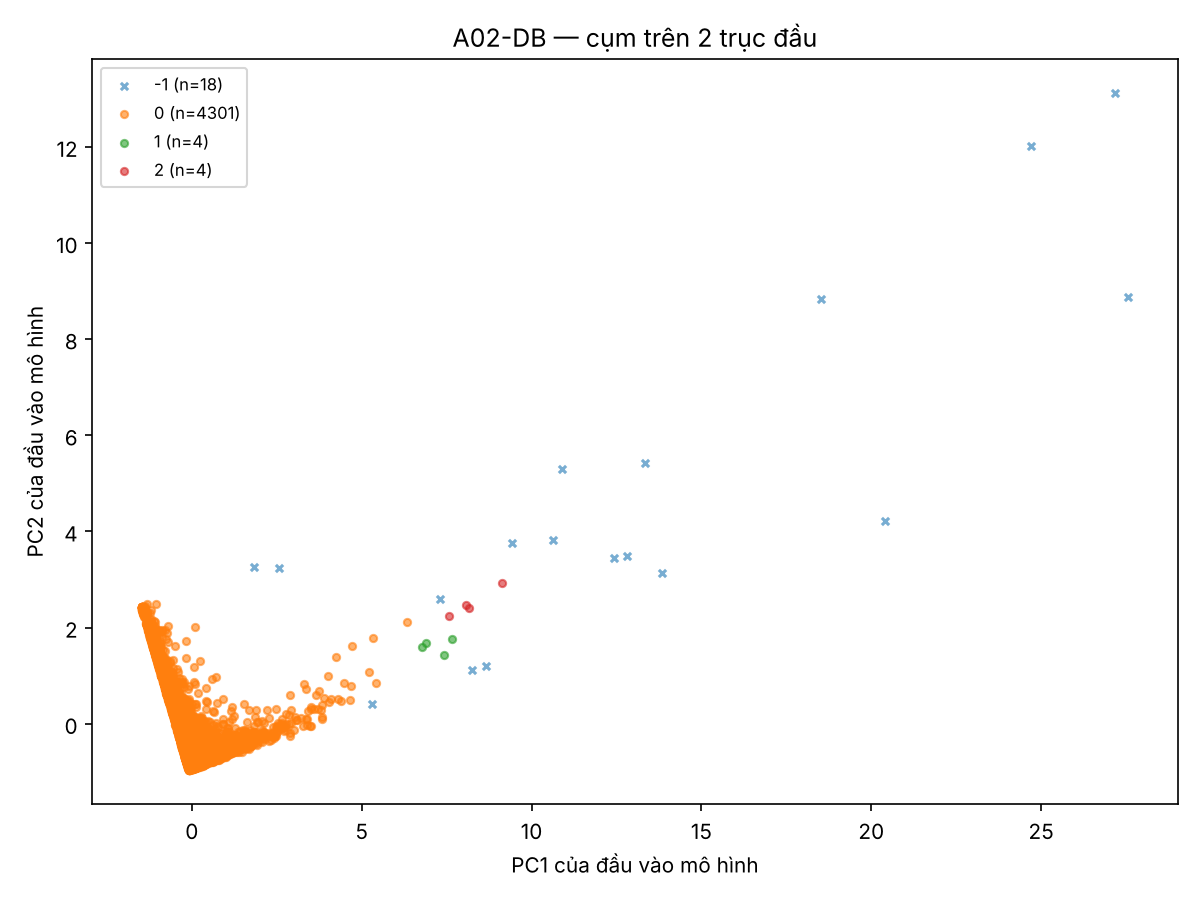 A02-DB — cụm trên 2 trục đầu
-1 (n=18)
0 (n=4301)
1 (n=4)
2 (n=4)
PC2 của đầu vào mô hình
12
10
8
6
4
2
0
0 5 10 15 20 25
PC1 của đầu vào mô hình